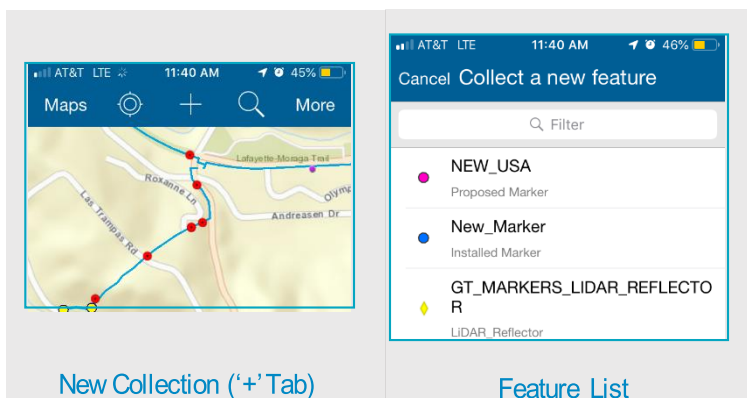 AT&T LTE 11:40 AM 45%
Maps More
Lafayette-Moraga Trail
Roxanne Ln
Olymp
Las Trampas Rd
Andreasen Dr
New Collection ('+' Tab)
AT&T LTE 11:40 AM 46%
Cancel Collect a new feature
Filter
NEW_USA
Proposed Marker
New_Marker
Installed Marker
GT_MARKERS_LIDAR_REFLECTO
R
LiDAR_Reflector
Feature List